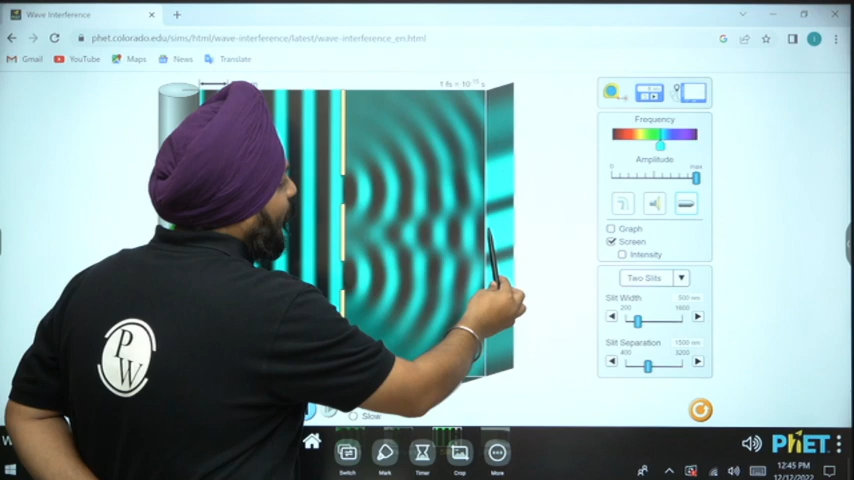 Wave Interference
phet.colorado.edu/sims/html/wave-interference/latest/wave-interference_en.html
Gmail YouTube Maps News Translate
1 fs = 10⁻¹⁵ s
Frequency
Amplitude
0 max
Graph
Screen
Intensity
Two Slits
Slit Width 500 nm
200 1600
Slit Separation 1500 nm
400 3200
PW
Slow
W
Switch Marker Timer Crop More
PhET
12:45 PM
12/12/2022